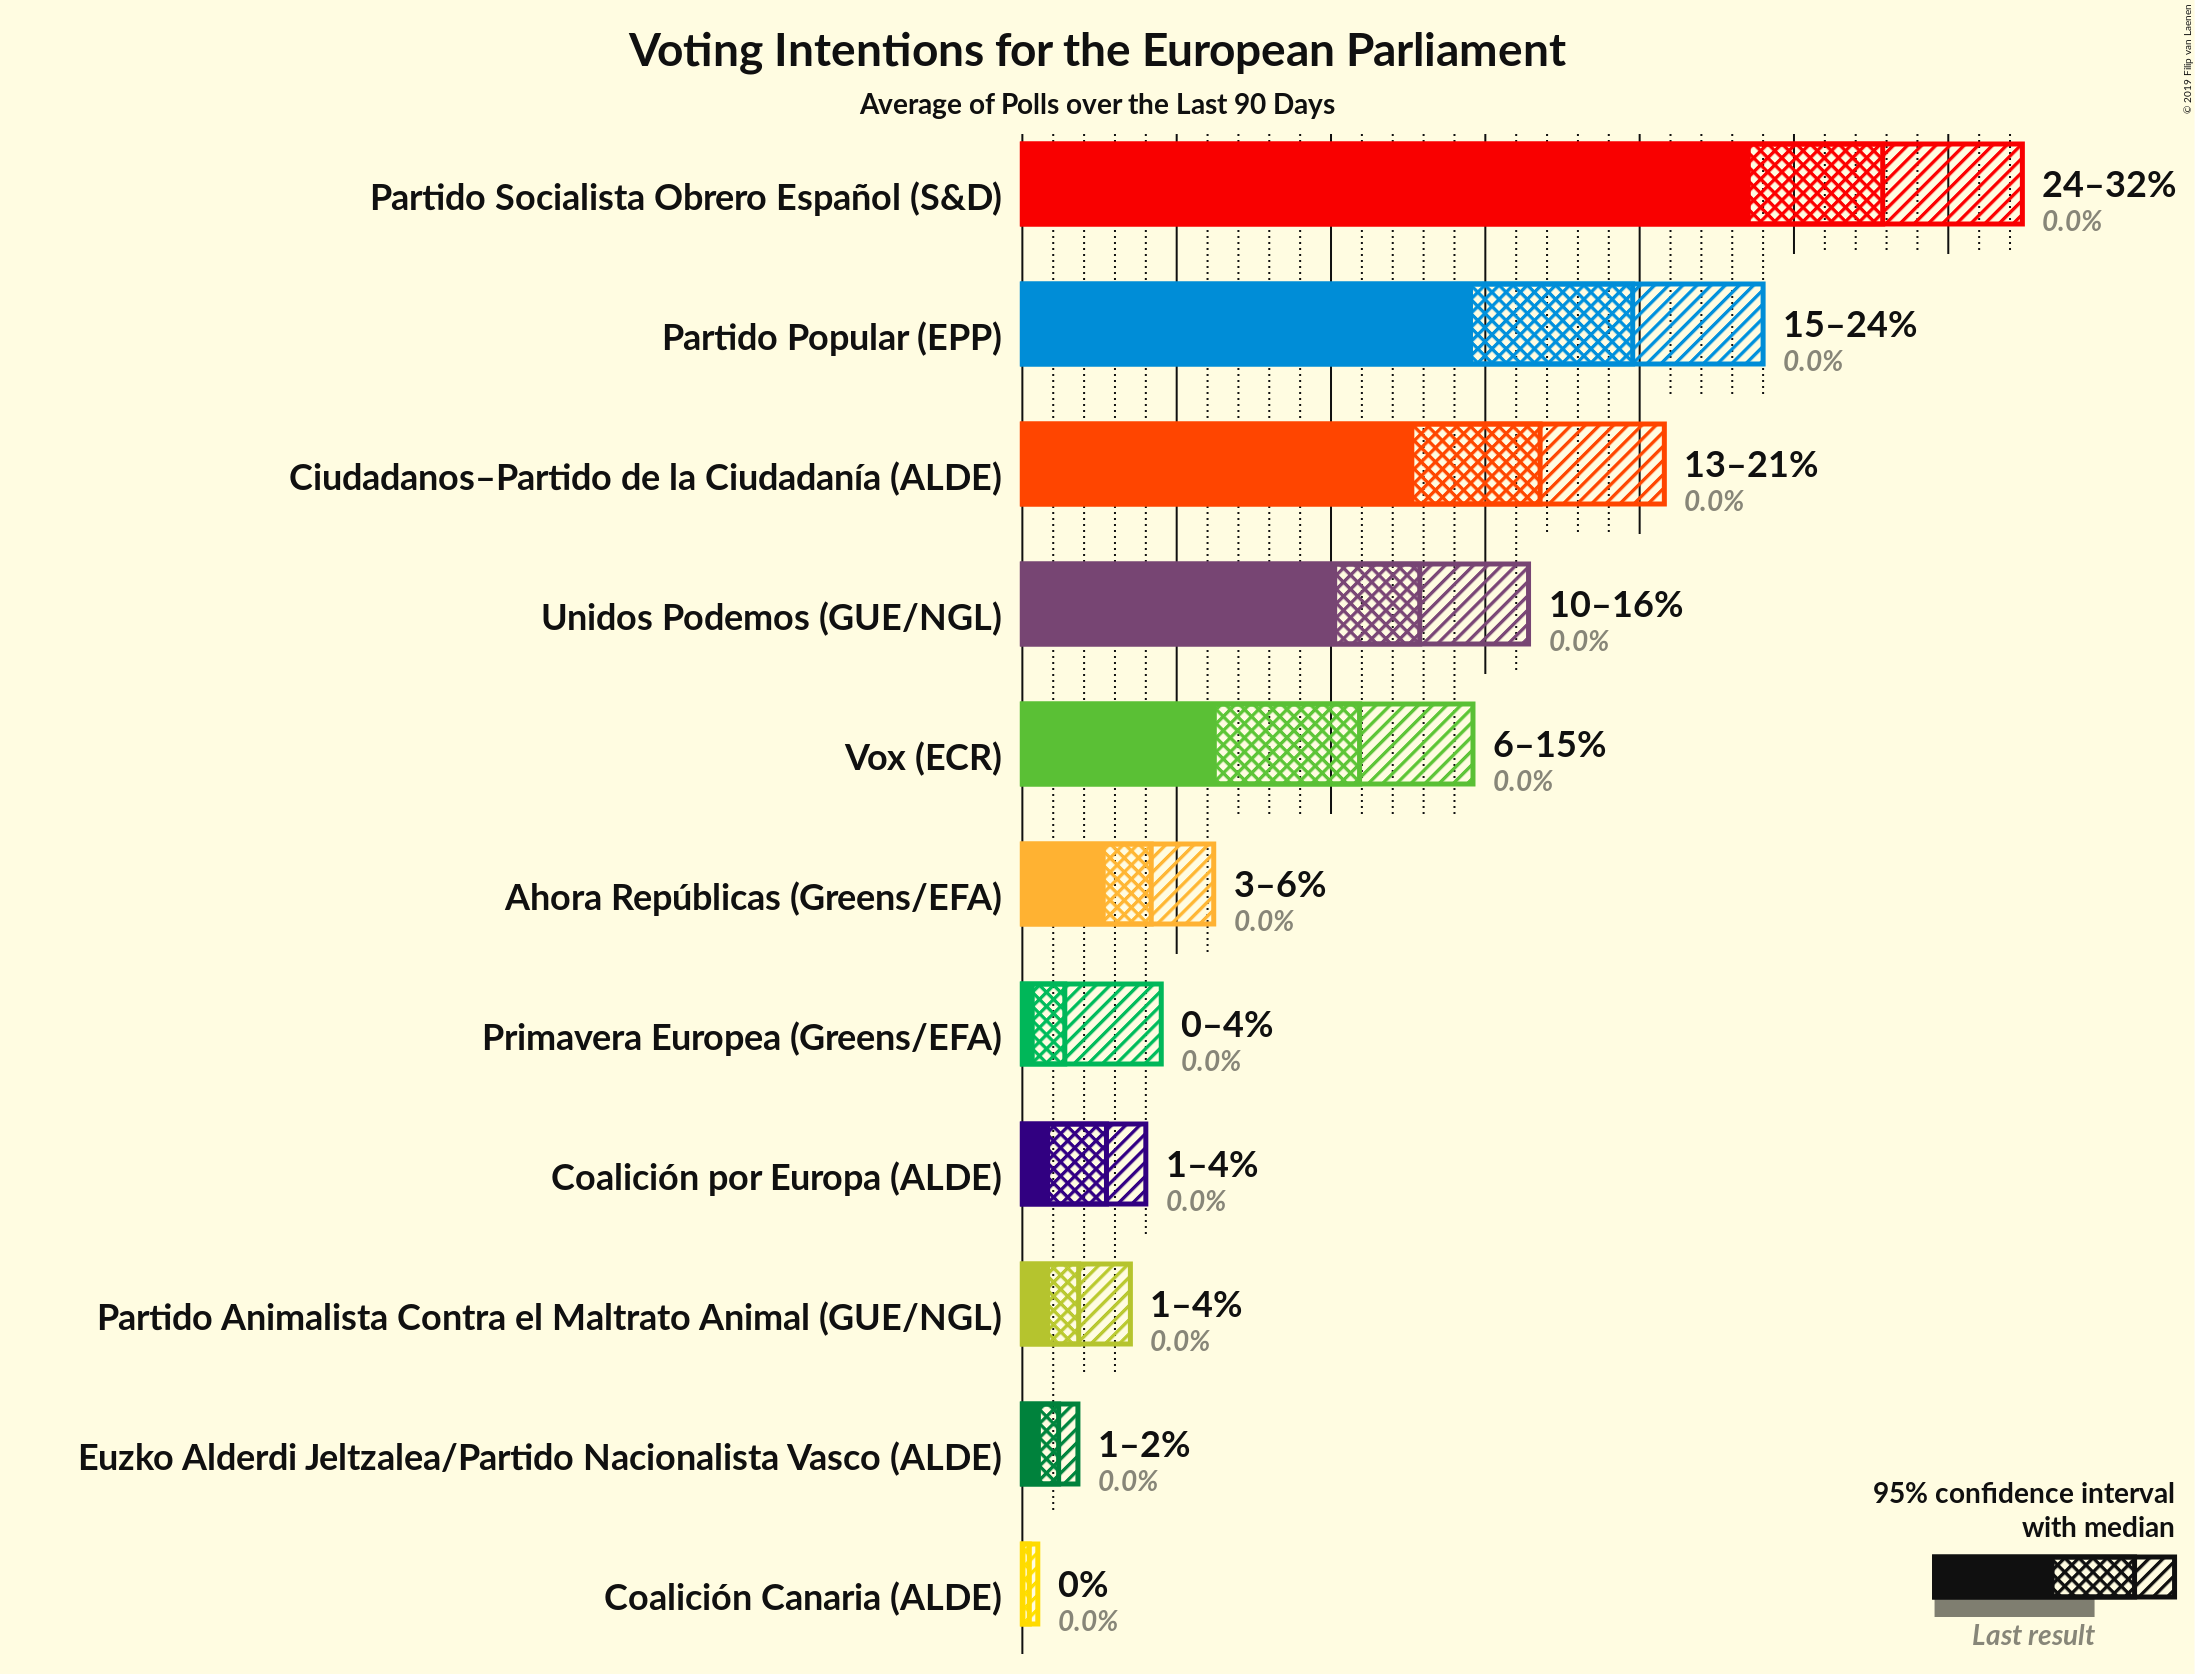 Voting Intentions for the European Parliament
Average of Polls over the Last 90 Days
© 2019 Filip van Laenen
Partido Socialista Obrero Español (S&D)
24–32%
0.0%
Partido Popular (EPP)
15–24%
0.0%
Ciudadanos–Partido de la Ciudadanía (ALDE)
13–21%
0.0%
Unidos Podemos (GUE/NGL)
10–16%
0.0%
Vox (ECR)
6–15%
0.0%
Ahora Repúblicas (Greens/EFA)
3–6%
0.0%
Primavera Europea (Greens/EFA)
0–4%
0.0%
Coalición por Europa (ALDE)
1–4%
0.0%
Partido Animalista Contra el Maltrato Animal (GUE/NGL)
1–4%
0.0%
Euzko Alderdi Jeltzalea/Partido Nacionalista Vasco (ALDE)
1–2%
0.0%
Coalición Canaria (ALDE)
0%
0.0%
95% confidence interval
with median
Last result